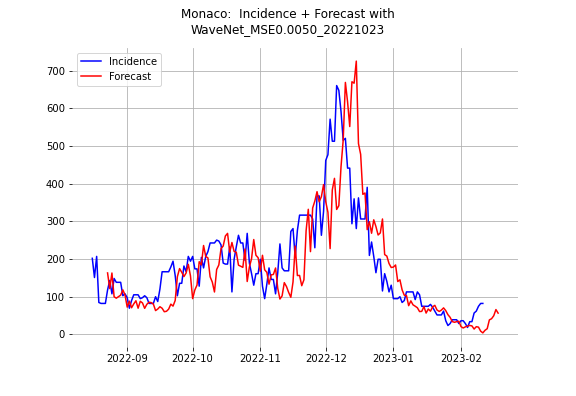 Monaco:  Incidence + Forecast with
WaveNet_MSE0.0050_20221023
Incidence
Forecast
700
600
500
400
300
200
100
0
2022-09 2022-10 2022-11 2022-12 2023-01 2023-02